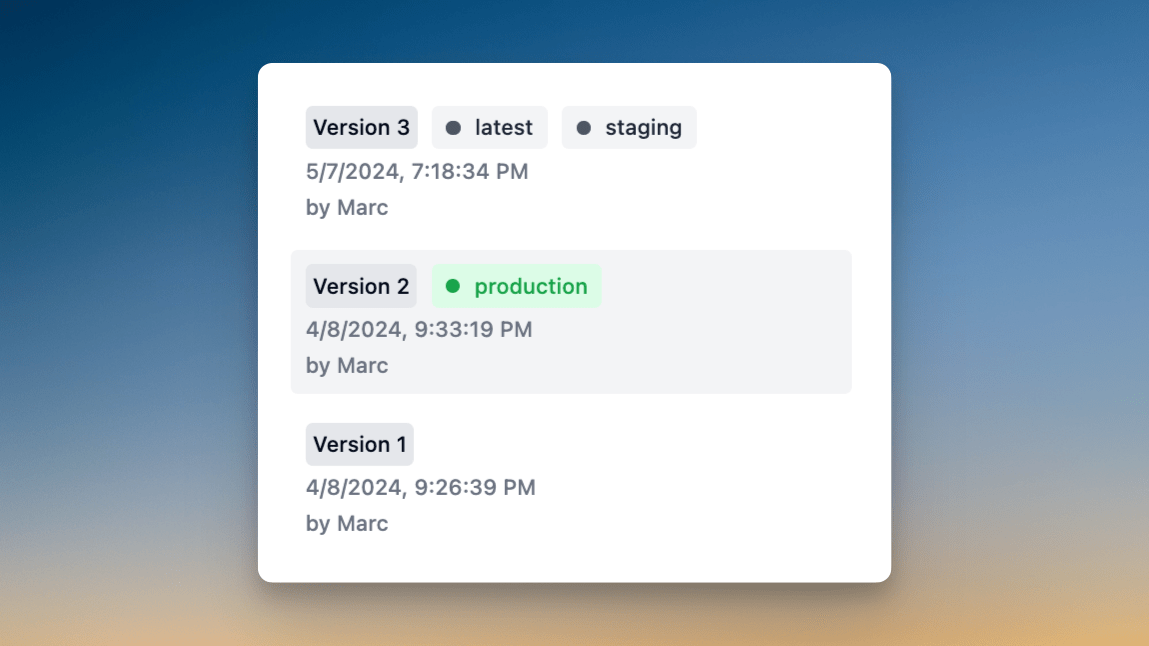 Version 3 latest staging
5/7/2024, 7:18:34 PM
by Marc
Version 2 production
4/8/2024, 9:33:19 PM
by Marc
Version 1
4/8/2024, 9:26:39 PM
by Marc